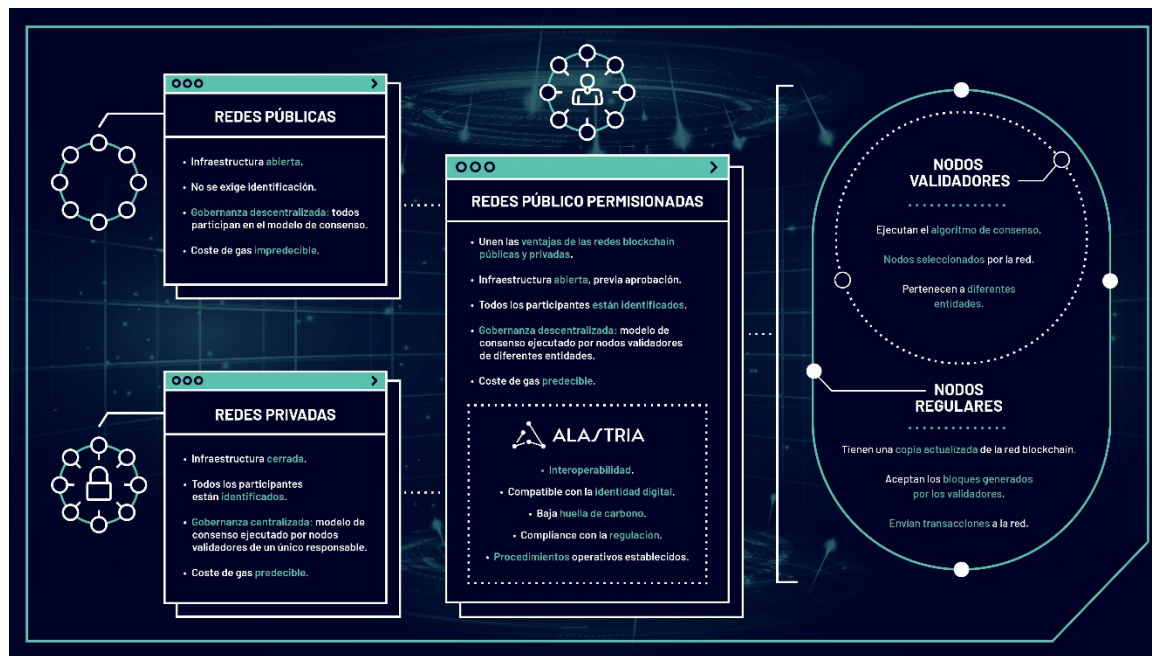 REDES PÚBLICAS
• Infraestructura abierta.
• No se exige identificación.
• Gobernanza descentralizada: todos
participan en el modelo de consenso.
• Coste de gas impredecible.
REDES PRIVADAS
• Infraestructura cerrada.
• Todos los participantes
están identificados.
• Gobernanza centralizada: modelo de
consenso ejecutado por nodos
validadores de un único responsable.
• Coste de gas predecible.
REDES PÚBLICO PERMISIONADAS
• Unen las ventajas de las redes blockchain
públicas y privadas.
• Infraestructura abierta, previa aprobación.
• Todos los participantes están identificados.
• Gobernanza descentralizada: modelo de
consenso ejecutado por nodos validadores
de diferentes entidades.
• Coste de gas predecible.
ALASTRIA
• Interoperabilidad.
• Compatible con la identidad digital.
• Baja huella de carbono.
• Compliance con la regulación.
• Procedimientos operativos establecidos.
NODOS
VALIDADORES
Ejecutan el algoritmo de consenso.
Nodos seleccionados por la red.
Pertenecen a diferentes
entidades.
NODOS
REGULARES
Tienen una copia actualizada de la red blockchain.
Aceptan los bloques generados
por los validadores.
Envían transacciones a la red.